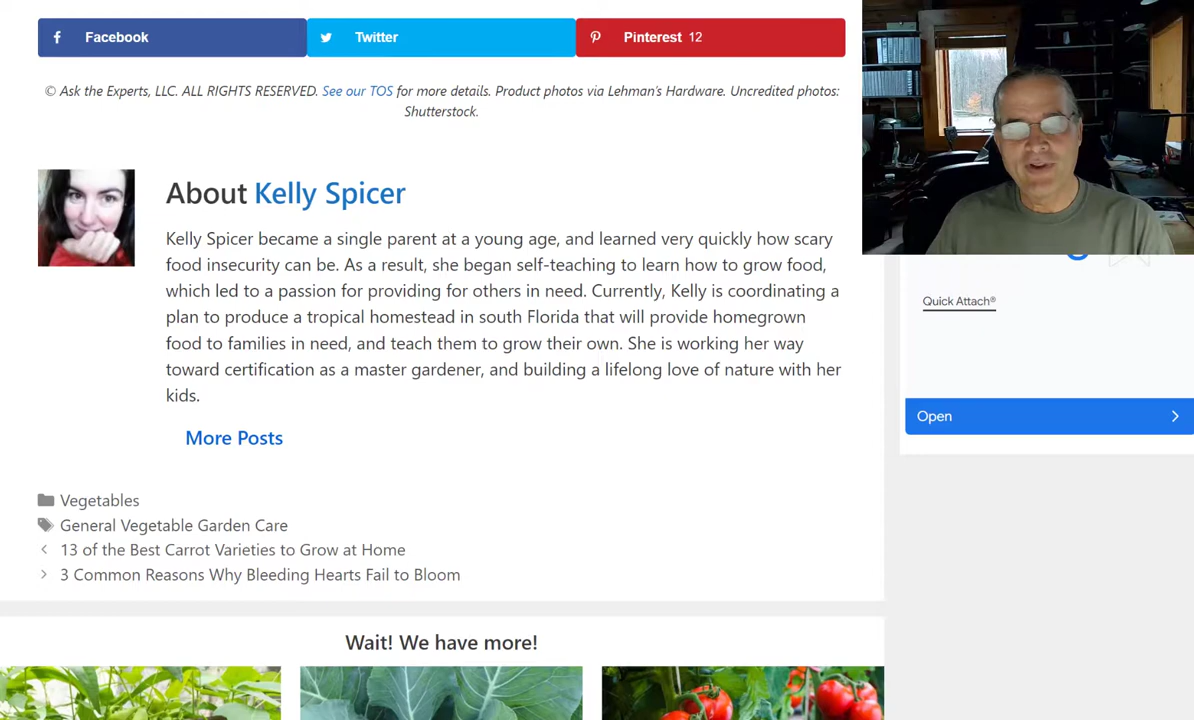 Facebook
Twitter
Pinterest 12
© Ask the Experts, LLC. ALL RIGHTS RESERVED. See our TOS for more details. Product photos via Lehman's Hardware. Uncredited photos:
Shutterstock.
About Kelly Spicer
Kelly Spicer became a single parent at a young age, and learned very quickly how scary
food insecurity can be. As a result, she began self-teaching to learn how to grow food,
which led to a passion for providing for others in need. Currently, Kelly is coordinating a
plan to produce a tropical homestead in south Florida that will provide homegrown
food to families in need, and teach them to grow their own. She is working her way
toward certification as a master gardener, and building a lifelong love of nature with her
kids.
More Posts
Vegetables
General Vegetable Garden Care
13 of the Best Carrot Varieties to Grow at Home
3 Common Reasons Why Bleeding Hearts Fail to Bloom
Wait! We have more!
Quick Attach®
Open